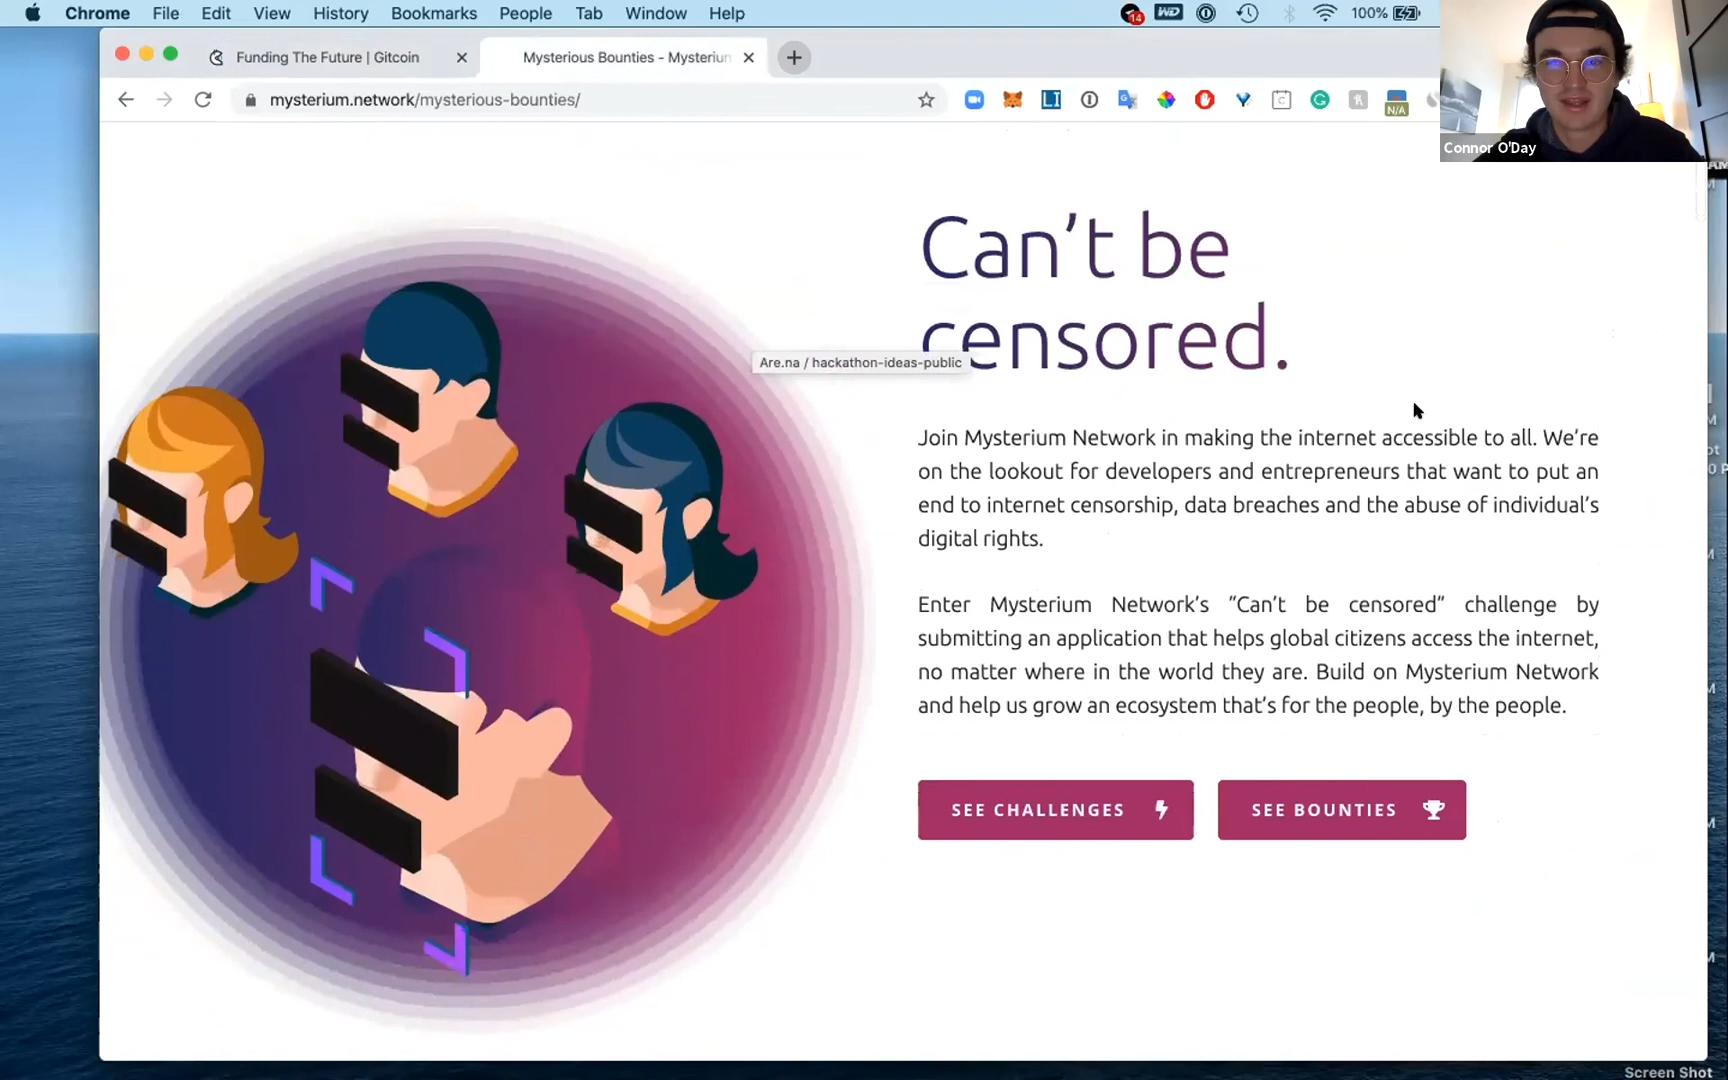 Chrome File Edit View History Bookmarks People Tab Window Help
14 WD 100%
Funding The Future | Gitcoin
Mysterious Bounties - Mysterium
mysterium.network/mysterious-bounties/
LI
N/A
Connor O'Day
Can’t be
censored.
Are.na / hackathon-ideas-public
Join Mysterium Network in making the internet accessible to all. We’re
on the lookout for developers and entrepreneurs that want to put an
end to internet censorship, data breaches and the abuse of individual’s
digital rights.
Enter Mysterium Network’s “Can’t be censored” challenge by
submitting an application that helps global citizens access the internet,
no matter where in the world they are. Build on Mysterium Network
and help us grow an ecosystem that’s for the people, by the people.
SEE CHALLENGES
SEE BOUNTIES
Screen Shot